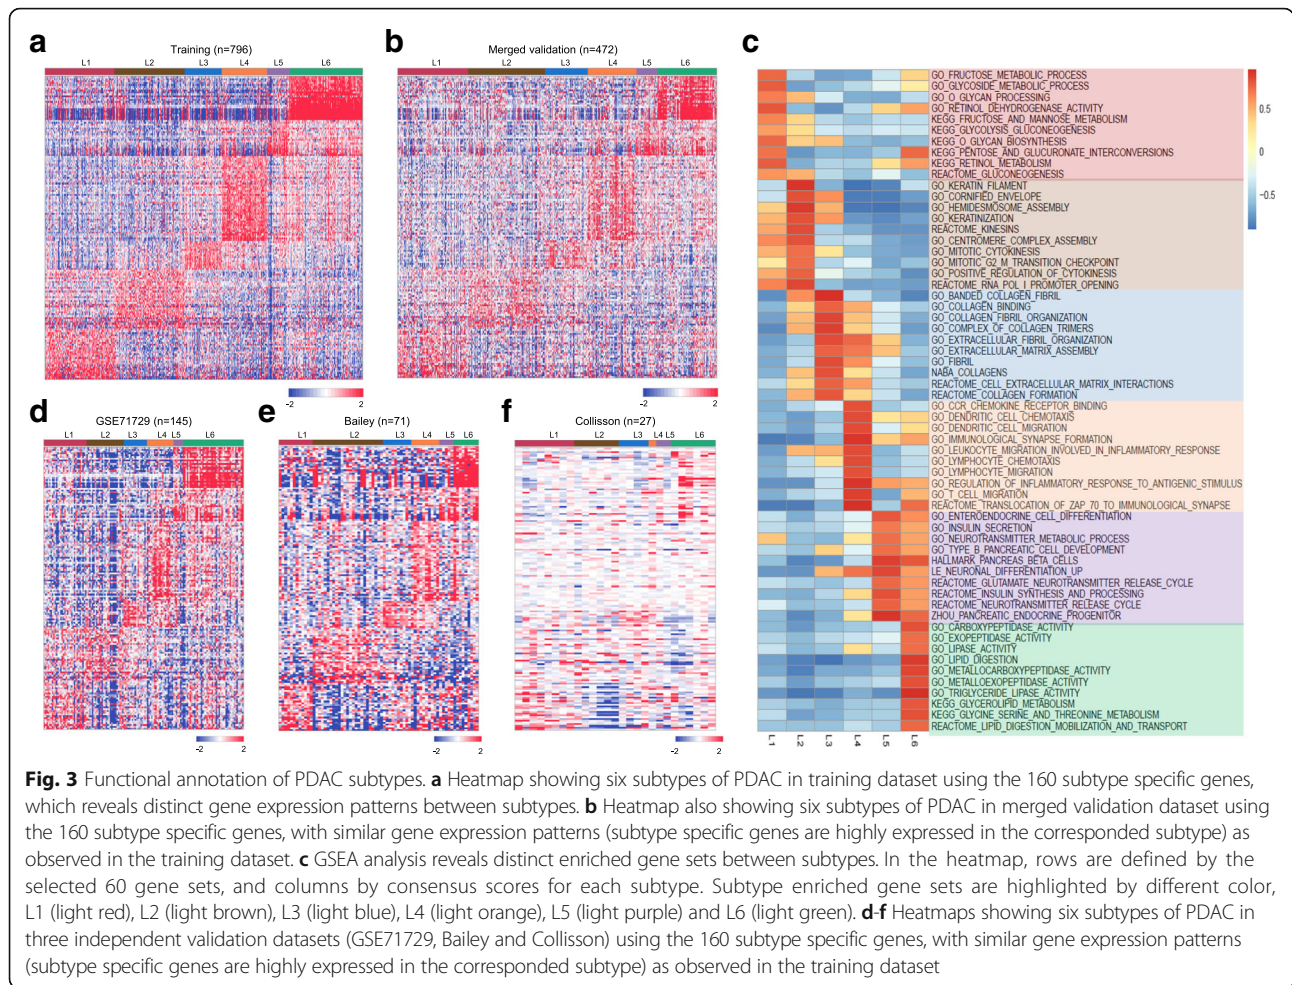 a
Training (n=796)
L1 L2 L3 L4 L5 L6
-2 2
b
Merged validation (n=472)
L1 L2 L3 L4 L5 L6
-2 2
c
GO_FRUCTOSE_METABOLIC_PROCESS
GO_GLYCOSIDE_METABOLIC_PROCESS
GO_O_GLYCAN_PROCESSING
GO_RETINOL_DEHYDROGENASE_ACTIVITY
KEGG_FRUCTOSE_AND_MANNOSE_METABOLISM
KEGG_GLYCOLYSIS_GLUCONEOGENESIS
KEGG_O_GLYCAN_BIOSYNTHESIS
KEGG_PENTOSE_AND_GLUCURONATE_INTERCONVERSIONS
KEGG_RETINOL_METABOLISM
REACTOME_GLUCONEOGENESIS
GO_KERATIN_FILAMENT
GO_CORNIFIED_ENVELOPE
GO_HEMIDESMOSOME_ASSEMBLY
GO_KERATINIZATION
REACTOME_KINESINS
GO_CENTROMERE_COMPLEX_ASSEMBLY
GO_MITOTIC_CYTOKINESIS
GO_MITOTIC_G2_M_TRANSITION_CHECKPOINT
GO_POSITIVE_REGULATION_OF_CYTOKINESIS
REACTOME_RNA_POL_I_PROMOTER_OPENING
GO_BANDED_COLLAGEN_FIBRIL
GO_COLLAGEN_BINDING
GO_COLLAGEN_FIBRIL_ORGANIZATION
GO_COMPLEX_OF_COLLAGEN_TRIMERS
GO_EXTRACELLULAR_FIBRIL_ORGANIZATION
GO_EXTRACELLULAR_MATRIX_ASSEMBLY
GO_FIBRIL
NABA_COLLAGENS
REACTOME_CELL_EXTRACELLULAR_MATRIX_INTERACTIONS
REACTOME_COLLAGEN_FORMATION
GO_CCR_CHEMOKINE_RECEPTOR_BINDING
GO_DENDRITIC_CELL_CHEMOTAXIS
GO_DENDRITIC_CELL_MIGRATION
GO_IMMUNOLOGICAL_SYNAPSE_FORMATION
GO_LEUKOCYTE_MIGRATION_INVOLVED_IN_INFLAMMATORY_RESPONSE
GO_LYMPHOCYTE_CHEMOTAXIS
GO_LYMPHOCYTE_MIGRATION
GO_REGULATION_OF_INFLAMMATORY_RESPONSE_TO_ANTIGENIC_STIMULUS
GO_T_CELL_MIGRATION
REACTOME_TRANSLOCATION_OF_ZAP_70_TO_IMMUNOLOGICAL_SYNAPSE
GO_ENTEROENDOCRINE_CELL_DIFFERENTIATION
GO_INSULIN_SECRETION
GO_NEUROTRANSMITTER_METABOLIC_PROCESS
GO_TYPE_B_PANCREATIC_CELL_DEVELOPMENT
HALLMARK_PANCREAS_BETA_CELLS
LE_NEURONAL_DIFFERENTIATION_UP
REACTOME_GLUTAMATE_NEUROTRANSMITTER_RELEASE_CYCLE
REACTOME_INSULIN_SYNTHESIS_AND_PROCESSING
REACTOME_NEUROTRANSMITTER_RELEASE_CYCLE
ZHOU_PANCREATIC_ENDOCRINE_PROGENITOR
GO_CARBOXYPEPTIDASE_ACTIVITY
GO_EXOPEPTIDASE_ACTIVITY
GO_LIPASE_ACTIVITY
GO_LIPID_DIGESTION
GO_METALLOCARBOXYPEPTIDASE_ACTIVITY
GO_METALLOEXOPEPTIDASE_ACTIVITY
GO_TRIGLYCERIDE_LIPASE_ACTIVITY
KEGG_GLYCEROLIPID_METABOLISM
KEGG_GLYCINE_SERINE_AND_THREONINE_METABOLISM
REACTOME_LIPID_DIGESTION_MOBILIZATION_AND_TRANSPORT
L1 L2 L3 L4 L5 L6
0.5
0
-0.5
d
GSE71729 (n=145)
L1 L2 L3 L4 L5 L6
-2 2
e
Bailey (n=71)
L1 L2 L3 L4 L5 L6
-2 2
f
Collisson (n=27)
L1 L2 L3 L4 L5 L6
-2 2
Fig. 3 Functional annotation of PDAC subtypes. a Heatmap showing six subtypes of PDAC in training dataset using the 160 subtype specific genes,
which reveals distinct gene expression patterns between subtypes. b Heatmap also showing six subtypes of PDAC in merged validation dataset using
the 160 subtype specific genes, with similar gene expression patterns (subtype specific genes are highly expressed in the corresponded subtype) as
observed in the training dataset. c GSEA analysis reveals distinct enriched gene sets between subtypes. In the heatmap, rows are defined by the
selected 60 gene sets, and columns by consensus scores for each subtype. Subtype enriched gene sets are highlighted by different color,
L1 (light red), L2 (light brown), L3 (light blue), L4 (light orange), L5 (light purple) and L6 (light green). d-f Heatmaps showing six subtypes of PDAC in
three independent validation datasets (GSE71729, Bailey and Collisson) using the 160 subtype specific genes, with similar gene expression patterns
(subtype specific genes are highly expressed in the corresponded subtype) as observed in the training dataset